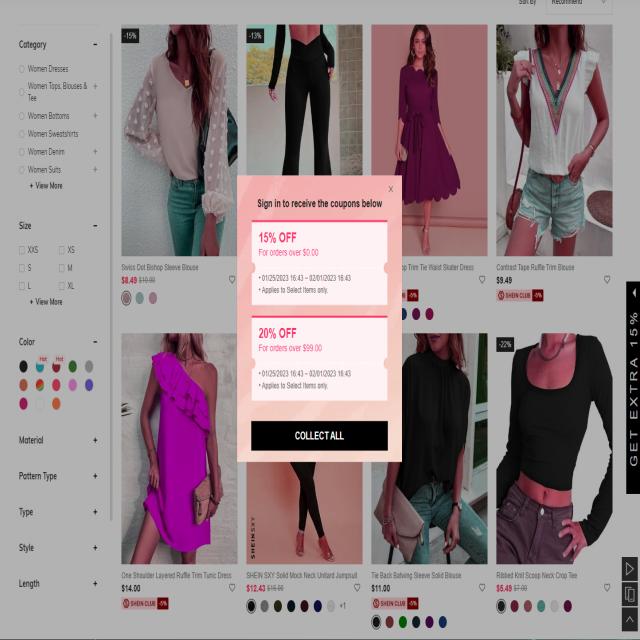 Sort By Recommend
Category −
Women Dresses
Women Tops, Blouses & +
Tee
Women Bottoms +
Women Sweatshirts
Women Denim +
Women Suits +
+ View More
Size −
XXS XS
S M
L XL
+ View More
Color −
Hot Hot
Material +
Pattern Type +
Type +
Style +
Length +
-15%
-13%
Swiss Dot Bishop Sleeve Blouse
$8.49 $10.00
Trim Tie Waist Skater Dress
-5%
Contrast Tape Ruffle Trim Blouse
$9.49
SHEIN CLUB -5%
X
Sign in to receive the coupons below
15% OFF
For orders over $0.00
• 01/25/2023 16:43 ~ 02/01/2023 16:43
• Applies to Select Items only.
20% OFF
For orders over $99.00
• 01/25/2023 16:43 ~ 02/01/2023 16:43
• Applies to Select Items only.
COLLECT ALL
GET EXTRA 15%
-22%
SHEIN SXY
One Shoulder Layered Ruffle Trim Tunic Dress
$14.00
SHEIN CLUB -5%
SHEIN SXY Solid Mock Neck Unitard Jumpsuit
$12.43
+1
Tie Back Batwing Sleeve Solid Blouse
$11.00
SHEIN CLUB -5%
Ribbed Knit Scoop Neck Crop Tee
$5.49 $7.00